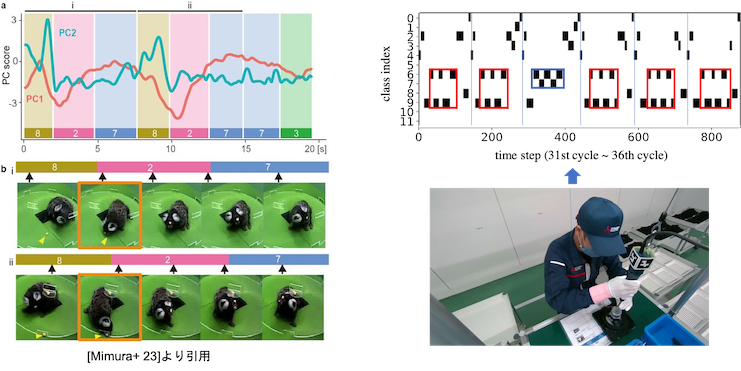 a
i
ii
3
0
-3
PC score
PC2
PC1
8
2
7
8
2
7
7
3
0
5
10
15
20 [s]
b
i
8
2
7
ii
8
2
7
[Mimura+ 23]より引用
class index
0
1
2
3
4
5
6
7
8
9
10
11
0
200
400
600
800
time step (31st cycle ~ 36th cycle)